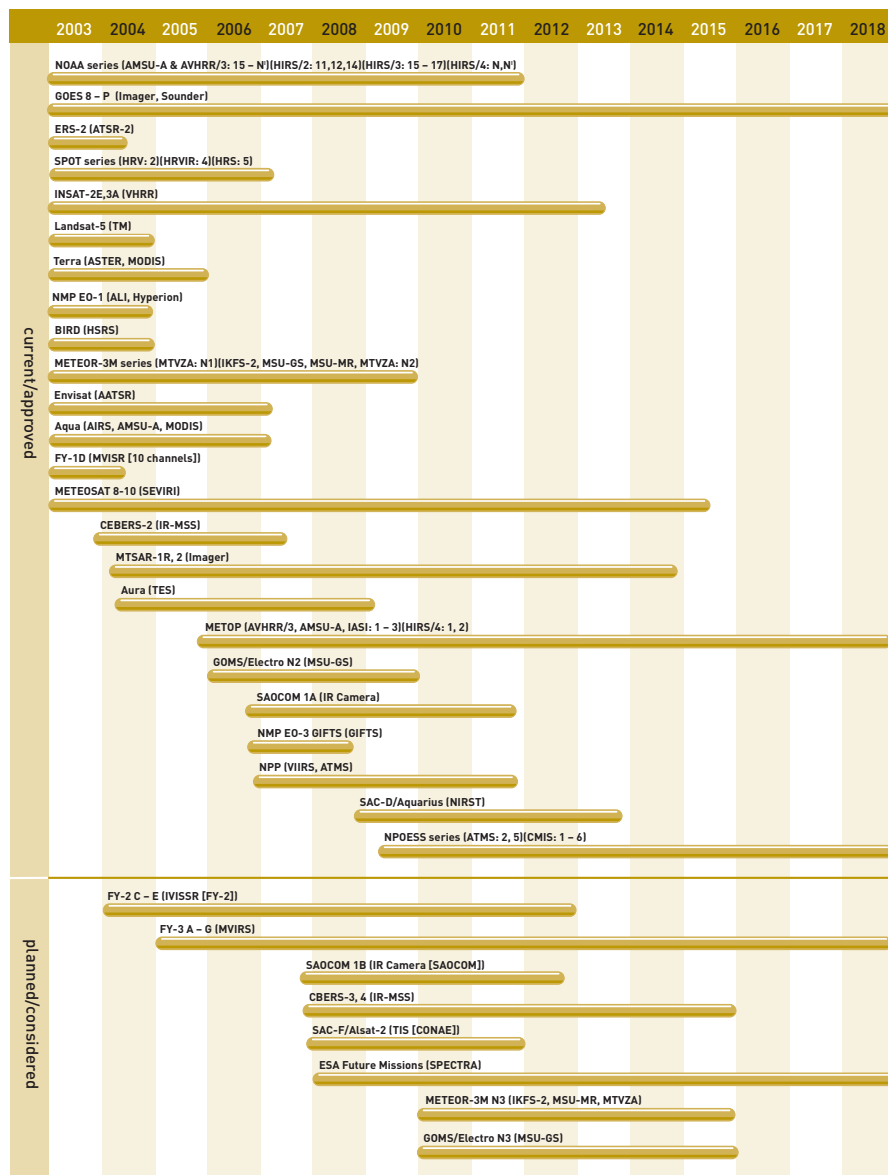 2003 2004 2005 2006 2007 2008 2009 2010 2011 2012 2013 2014 2015 2016 2017 2018
current/approved
NOAA series (AMSU-A & AVHRR/3: 15 – N')(HIRS/2: 11,12,14)(HIRS/3: 15 – 17)(HIRS/4: N,N')
GOES 8 – P (Imager, Sounder)
ERS-2 (ATSR-2)
SPOT series (HRV: 2)(HRVIR: 4)(HRS: 5)
INSAT-2E,3A (VHRR)
Landsat-5 (TM)
Terra (ASTER, MODIS)
NMP EO-1 (ALI, Hyperion)
BIRD (HSRS)
METEOR-3M series (MTVZA: N1)(IKFS-2, MSU-GS, MSU-MR, MTVZA: N2)
Envisat (AATSR)
Aqua (AIRS, AMSU-A, MODIS)
FY-1D (MVISR [10 channels])
METEOSAT 8-10 (SEVIRI)
CEBERS-2 (IR-MSS)
MTSAR-1R, 2 (Imager)
Aura (TES)
METOP (AVHRR/3, AMSU-A, IASI: 1 – 3)(HIRS/4: 1, 2)
GOMS/Electro N2 (MSU-GS)
SAOCOM 1A (IR Camera)
NMP EO-3 GIFTS (GIFTS)
NPP (VIIRS, ATMS)
SAC-D/Aquarius (NIRST)
NPOESS series (ATMS: 2, 5)(CMIS: 1 – 6)
planned/considered
FY-2 C – E (IVISSR [FY-2])
FY-3 A – G (MVIRS)
SAOCOM 1B (IR Camera [SAOCOM])
CBERS-3, 4 (IR-MSS)
SAC-F/Alsat-2 (TIS [CONAE])
ESA Future Missions (SPECTRA)
METEOR-3M N3 (IKFS-2, MSU-MR, MTVZA)
GOMS/Electro N3 (MSU-GS)